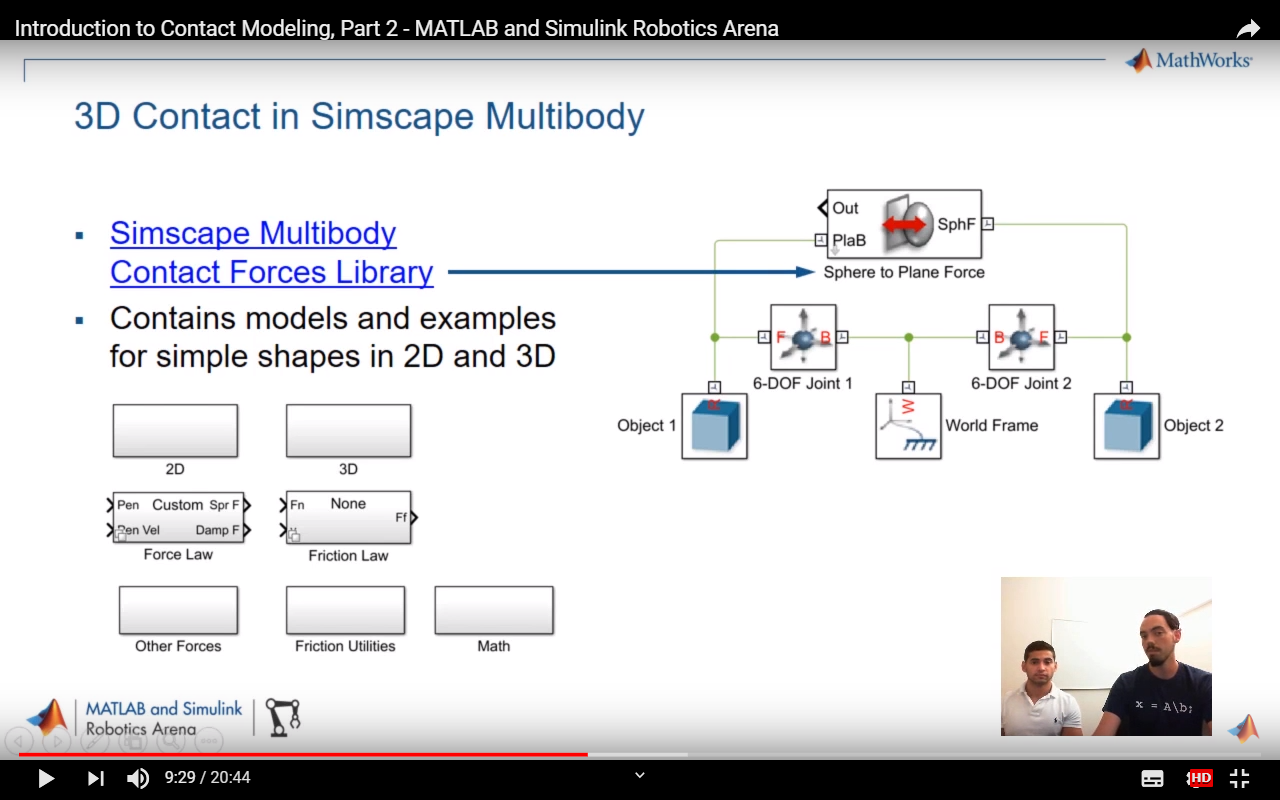 Introduction to Contact Modeling, Part 2 - MATLAB and Simulink Robotics Arena
MathWorks
3D Contact in Simscape Multibody
Simscape Multibody
Contact Forces Library
Contains models and examples
for simple shapes in 2D and 3D
Out
PlaB
SphF
Sphere to Plane Force
F B
6-DOF Joint 1
B F
6-DOF Joint 2
Object 1
R
W
World Frame
R
Object 2
2D
3D
Pen Custom Spr F
Pen Vel Damp F
Force Law
Fn None
Ff
Friction Law
Other Forces
Friction Utilities
Math
x = A\b;
MATLAB and Simulink
Robotics Arena
9:29 / 20:44
HD